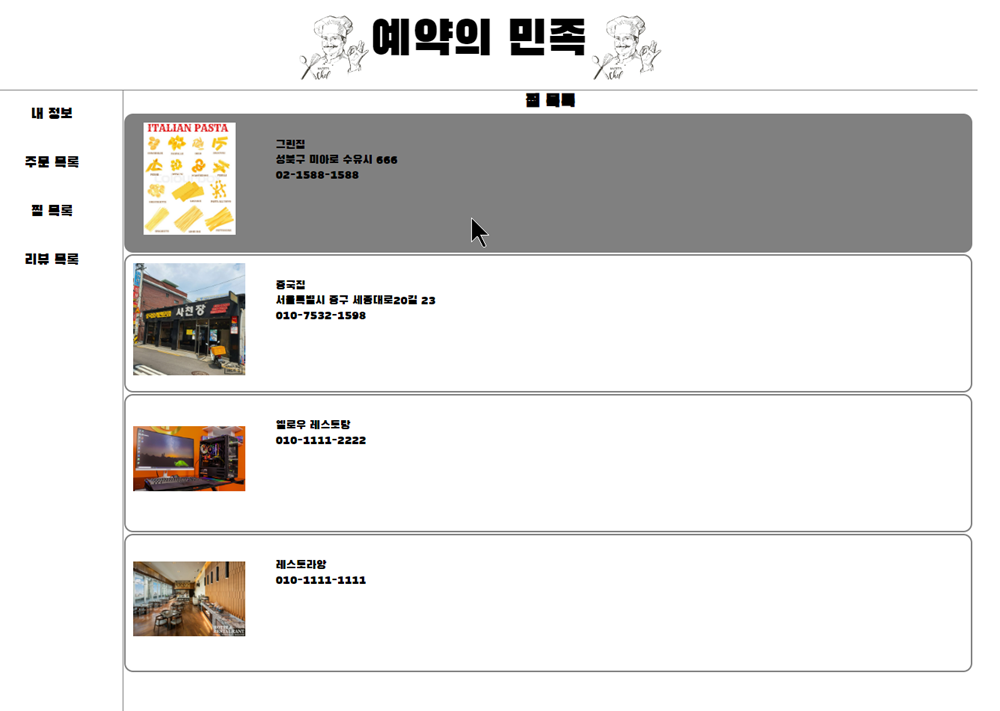 예약의 민족
내 정보
주문 목록
찜 목록
리뷰 목록
찜 목록
ITALIAN PASTA
그린집
성북구 미아로 수유시 666
02-1588-1588
사천장
중국집
서울특별시 중구 세종대로20길 23
010-7532-1598
옐로우 레스토랑
010-1111-2222
레스토라앙
010-1111-1111
RESTAURANT